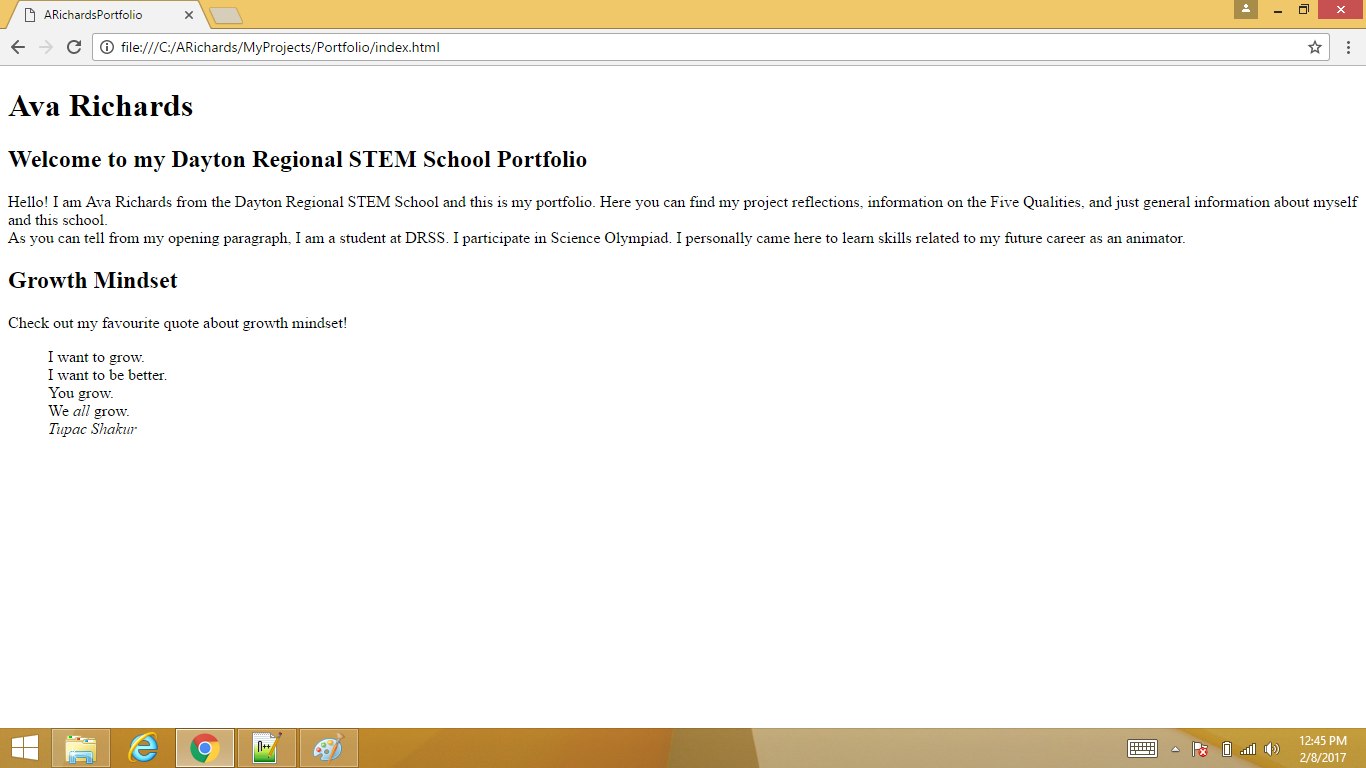 ARichardsPortfolio
file:///C:/ARichards/MyProjects/Portfolio/index.html
Ava Richards
Welcome to my Dayton Regional STEM School Portfolio
Hello! I am Ava Richards from the Dayton Regional STEM School and this is my portfolio. Here you can find my project reflections, information on the Five Qualities, and just general information about myself
and this school.
As you can tell from my opening paragraph, I am a student at DRSS. I participate in Science Olympiad. I personally came here to learn skills related to my future career as an animator.
Growth Mindset
Check out my favourite quote about growth mindset!
I want to grow.
I want to be better.
You grow.
We all grow.
Tupac Shakur
12:45 PM
2/8/2017